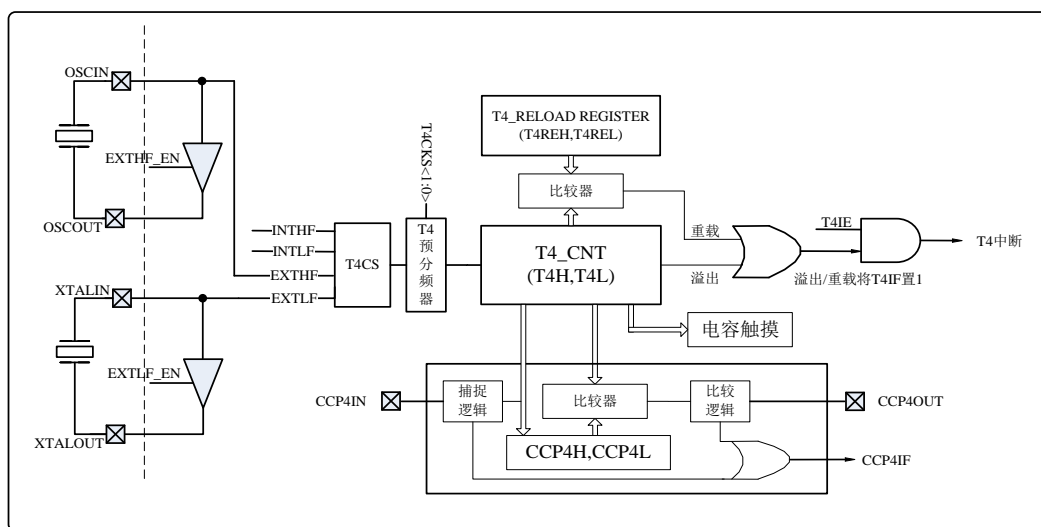 OSCIN
EXTHF_EN
OSCOUT
XTALIN
EXTLF_EN
XTALOUT
INTHF
INTLF
EXTHF
EXTLF
T4CS
T4CKS<1:0>
T4
预
分
频
器
T4_RELOAD REGISTER
(T4REH,T4REL)
比较器
T4_CNT
(T4H,T4L)
重载
溢出
T4IE
T4中断
溢出/重载将T4IF置1
电容触摸
CCP4IN
捕捉
逻辑
比较器
比较
逻辑
CCP4OUT
CCP4H,CCP4L
CCP4IF